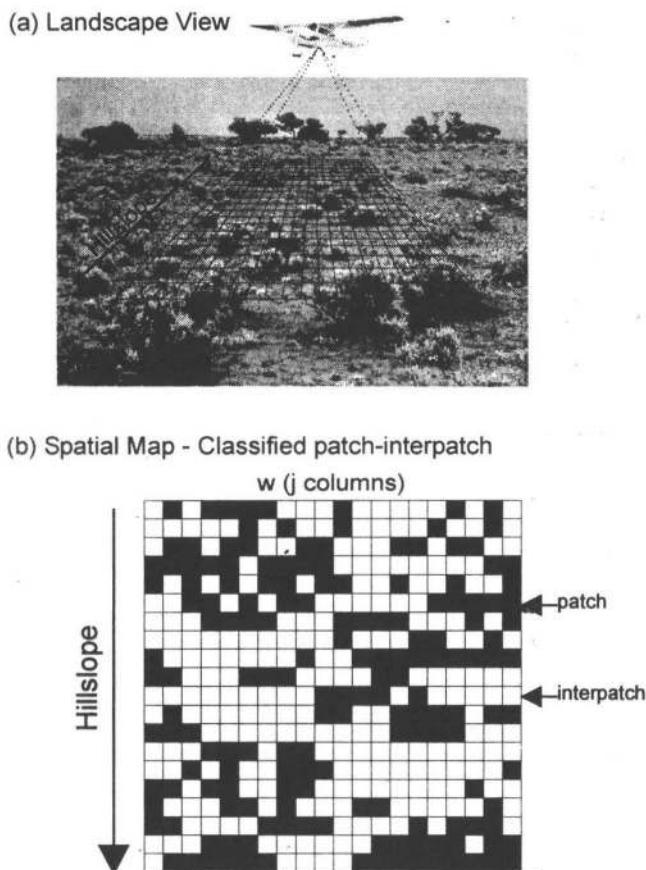 (a) Landscape View
Hillslope
(b) Spatial Map - Classified patch-interpatch
w (j columns)
Hillslope
patch
interpatch